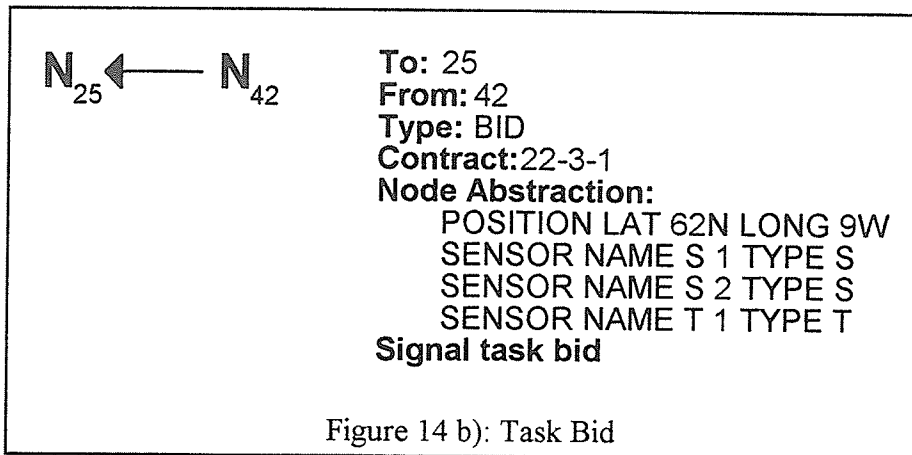 N25 N42
To: 25
From: 42
Type: BID
Contract:22-3-1
Node Abstraction:
POSITION LAT 62N LONG 9W
SENSOR NAME S 1 TYPE S
SENSOR NAME S 2 TYPE S
SENSOR NAME T 1 TYPE T
Signal task bid
Figure 14 b): Task Bid